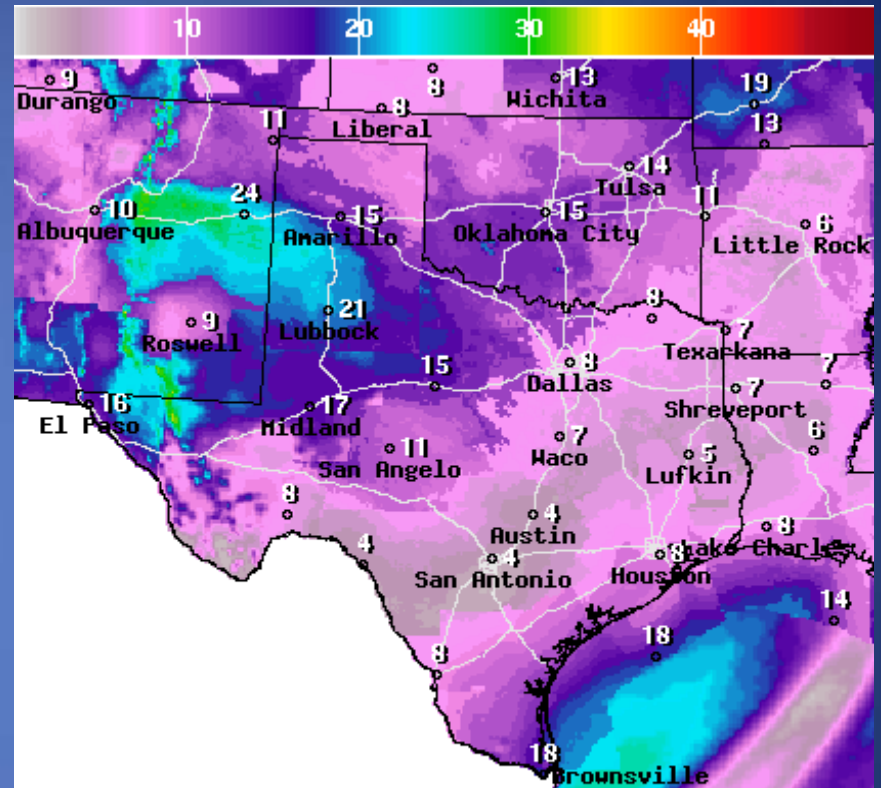 10 20 30 40
9
Durango
8
13
Wichita
19
8
Liberal
11
13
14
Tulsa
10
Albuquerque
24
15
Amarillo
15
Oklahoma City
11
6
Little Rock
9
Roswell
21
Lubbock
8
7
Texarkana
8
Dallas
15
7
Shreveport
7
16
El Paso
17
Midland
11
San Angelo
7
Waco
5
Lufkin
6
8
4
Austin
8
Lake Charles
4
4
San Antonio
8
Houston
14
18
8
18
Brownsville